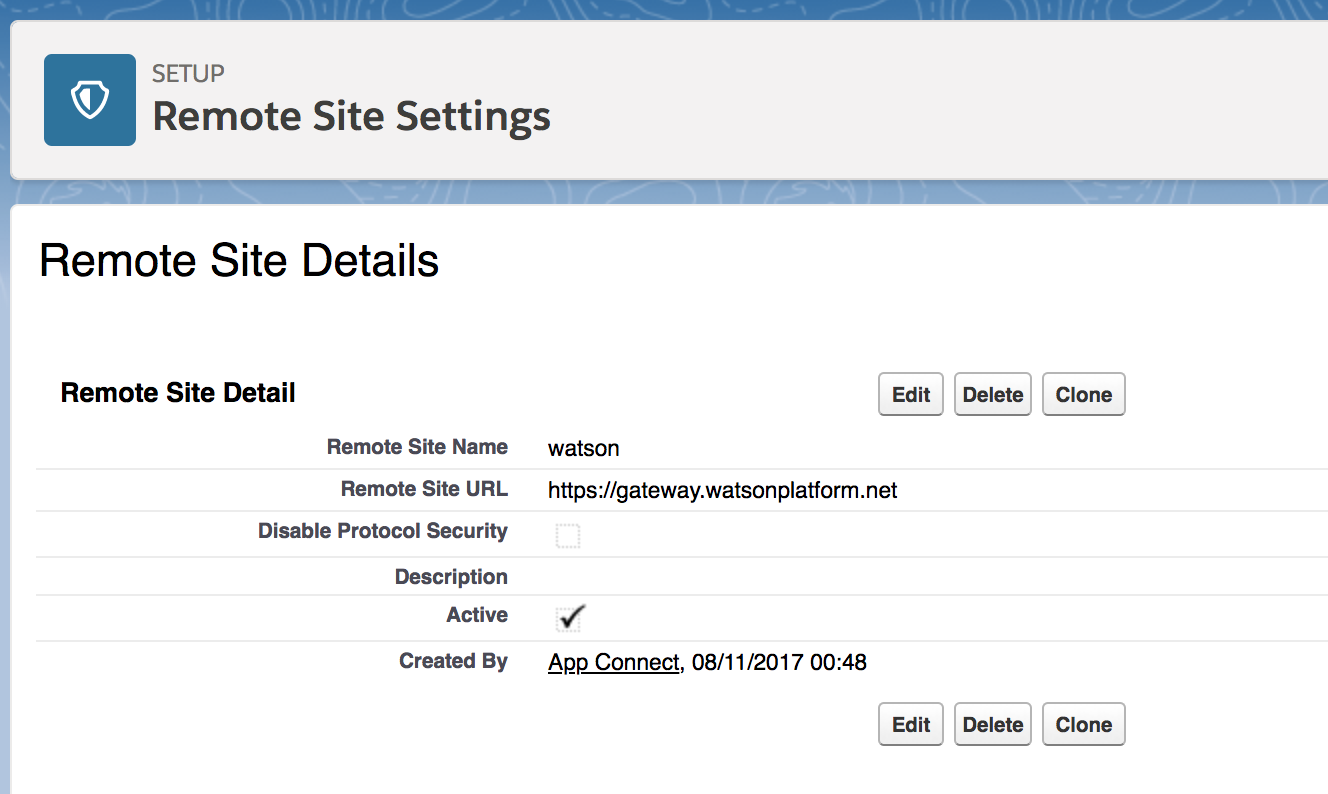 SETUP
Remote Site Settings
Remote Site Details
Remote Site Detail Edit Delete Clone
Remote Site Name watson
Remote Site URL https://gateway.watsonplatform.net
Disable Protocol Security
Description
Active
Created By App Connect, 08/11/2017 00:48
Edit Delete Clone